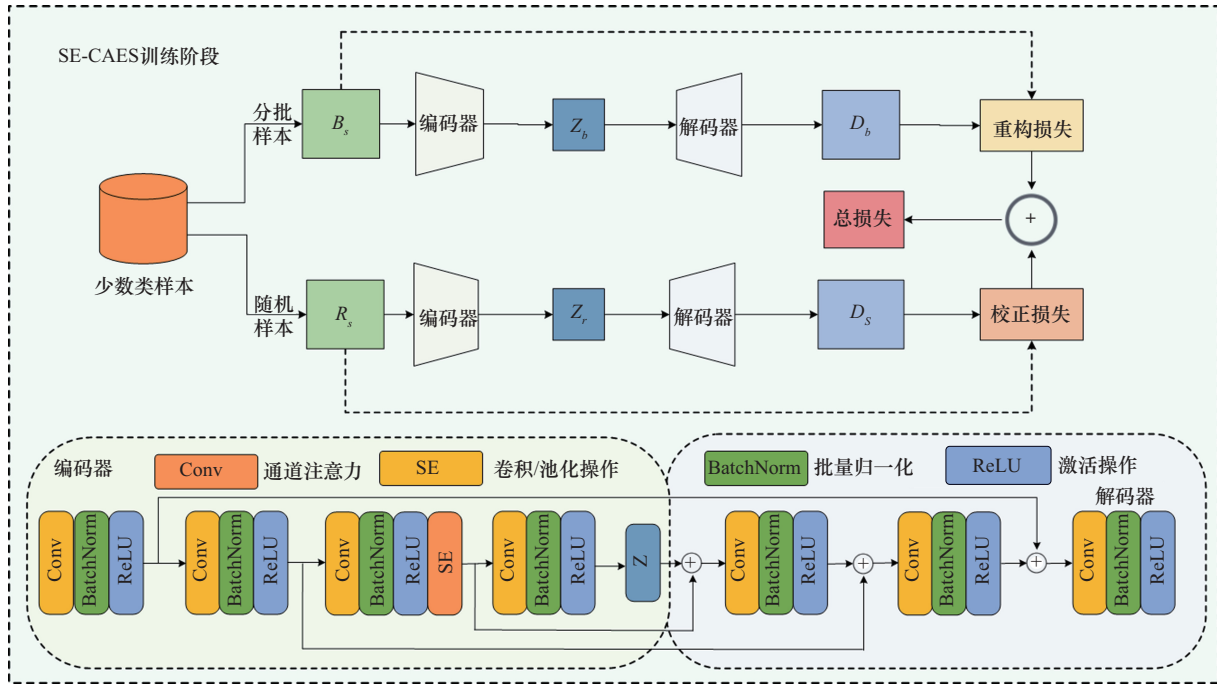 SE-CAES训练阶段
分批
样本
B_s
编码器
Z_b
解码器
D_b
重构损失
总损失
+
少数类样本
随机
样本
R_s
编码器
Z_r
解码器
D_S
校正损失
编码器
Conv
通道注意力
SE
卷积/池化操作
BatchNorm
批量归一化
ReLU
激活操作
解码器
Conv
BatchNorm
ReLU
Conv
BatchNorm
ReLU
Conv
BatchNorm
ReLU
SE
Conv
BatchNorm
ReLU
Z
+
Conv
BatchNorm
ReLU
+
Conv
BatchNorm
ReLU
+
Conv
BatchNorm
ReLU